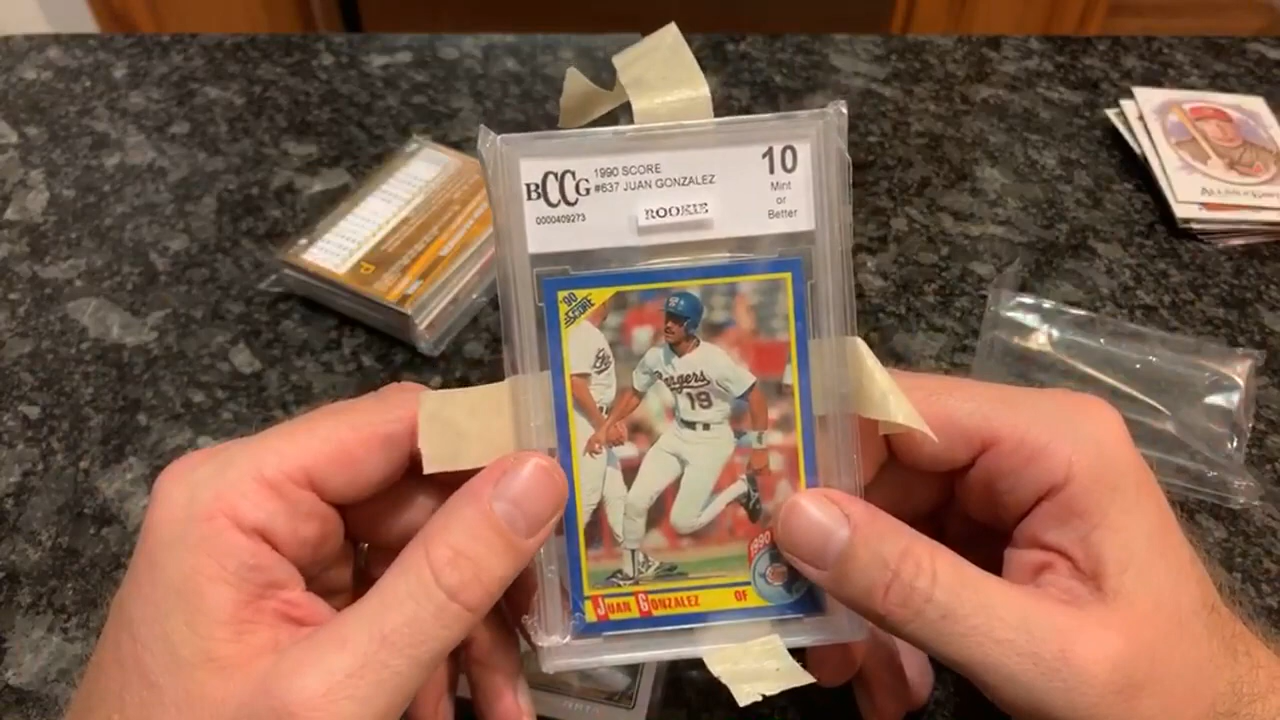 BCCG
1990 SCORE
#637 JUAN GONZALEZ
10
Mint
or
Better
0000409273
ROOKIE
'90
SCORE
Rangers
19
1990
JUAN GONZALEZ OF